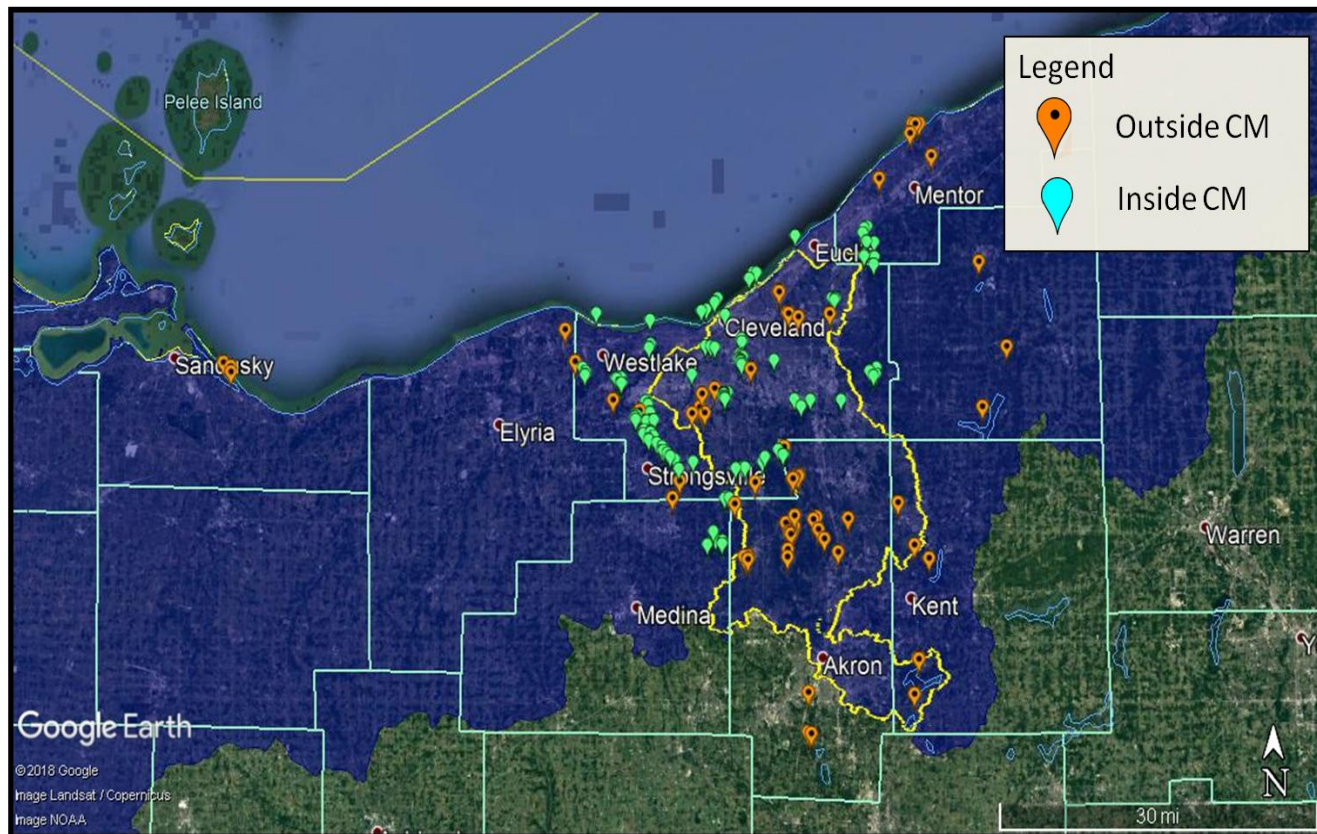 Legend
Outside CM
Inside CM
Pelee Island
Mentor
Eucl
Cleveland
Sandusky
Westlake
Elyria
Strongsville
Warren
Medina
Kent
Y
Akron
Google Earth
© 2018 Google
Image Landsat / Copernicus
Image NOAA
N
30 mi